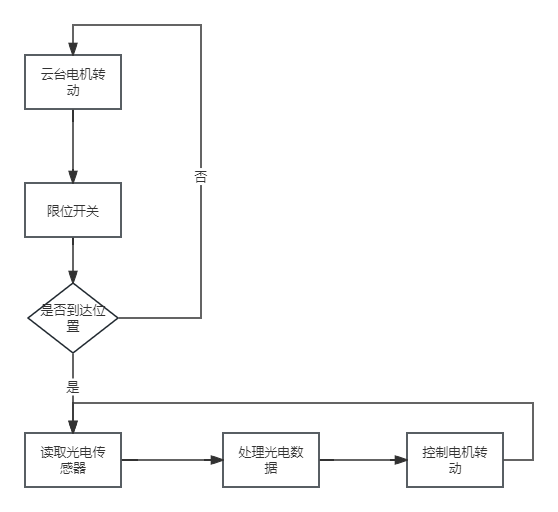 云台电机转
动
否
限位开关
是否到达位
置
是
读取光电传
感器
处理光电数
据
控制电机转
动